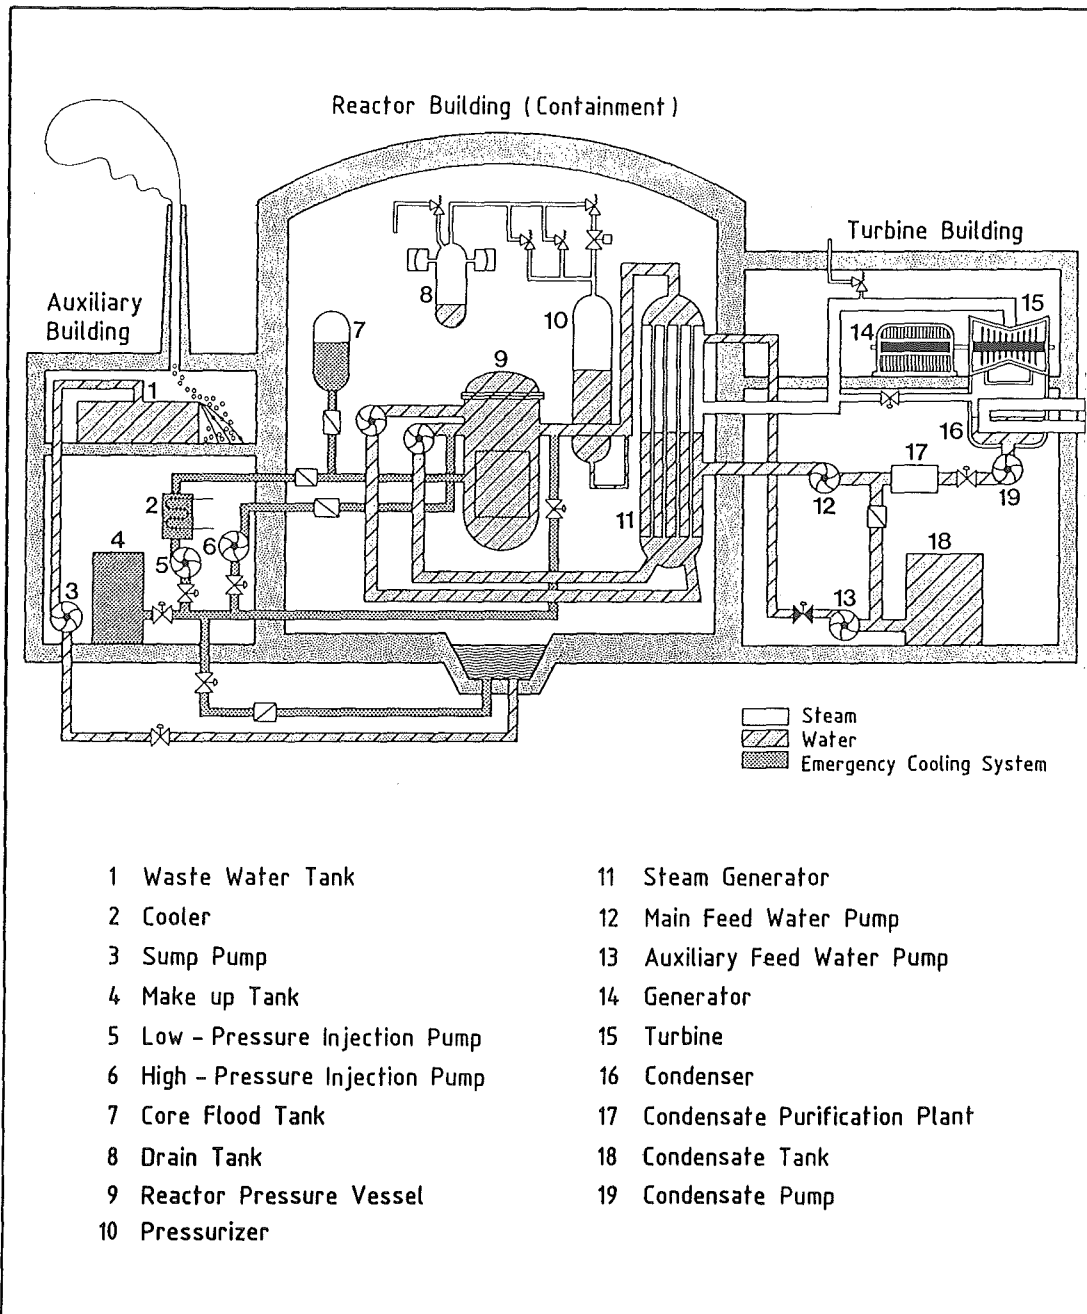 Reactor Building (Containment)
Turbine Building
Auxiliary
Building
1
2
3
4
5
6
7
8
9
10
11
12
13
14
15
16
17
18
19
Steam
Water
Emergency Cooling System
1 Waste Water Tank
2 Cooler
3 Sump Pump
4 Make up Tank
5 Low - Pressure Injection Pump
6 High - Pressure Injection Pump
7 Core Flood Tank
8 Drain Tank
9 Reactor Pressure Vessel
10 Pressurizer
11 Steam Generator
12 Main Feed Water Pump
13 Auxiliary Feed Water Pump
14 Generator
15 Turbine
16 Condenser
17 Condensate Purification Plant
18 Condensate Tank
19 Condensate Pump